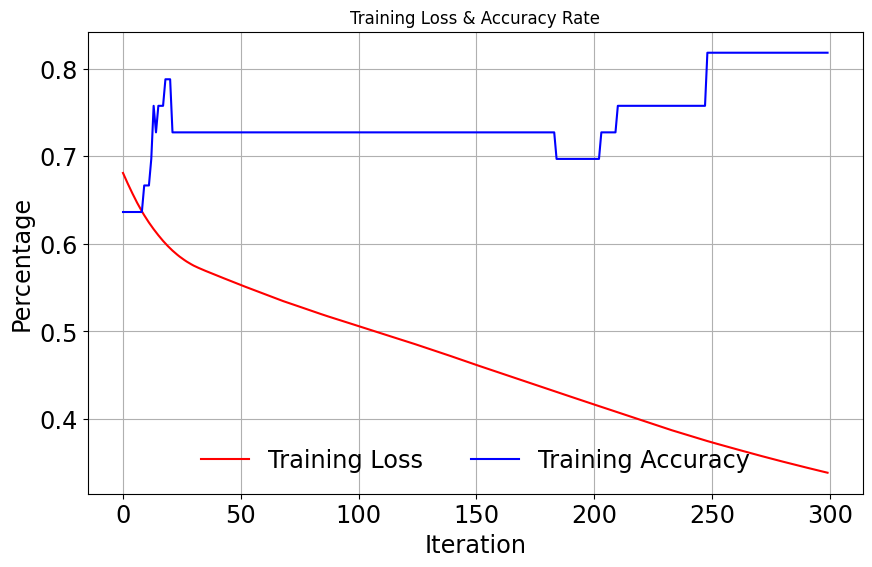 Training Loss & Accuracy Rate
0.8
0.7
0.6
0.5
0.4
Percentage
Training Loss
Training Accuracy
0 50 100 150 200 250 300
Iteration